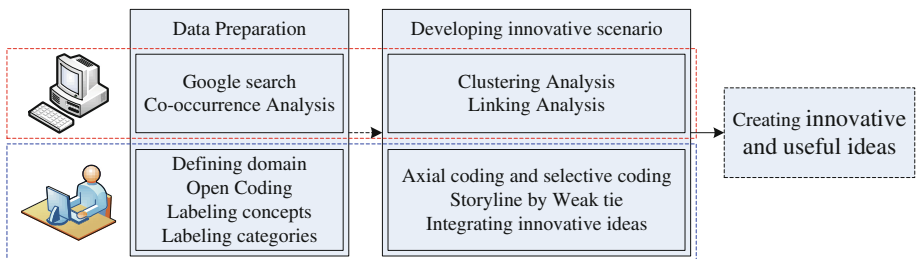 Data Preparation
Google search
Co-occurrence Analysis
Defining domain
Open Coding
Labeling concepts
Labeling categories
Developing innovative scenario
Clustering Analysis
Linking Analysis
Axial coding and selective coding
Storyline by Weak tie
Integrating innovative ideas
Creating innovative
and useful ideas